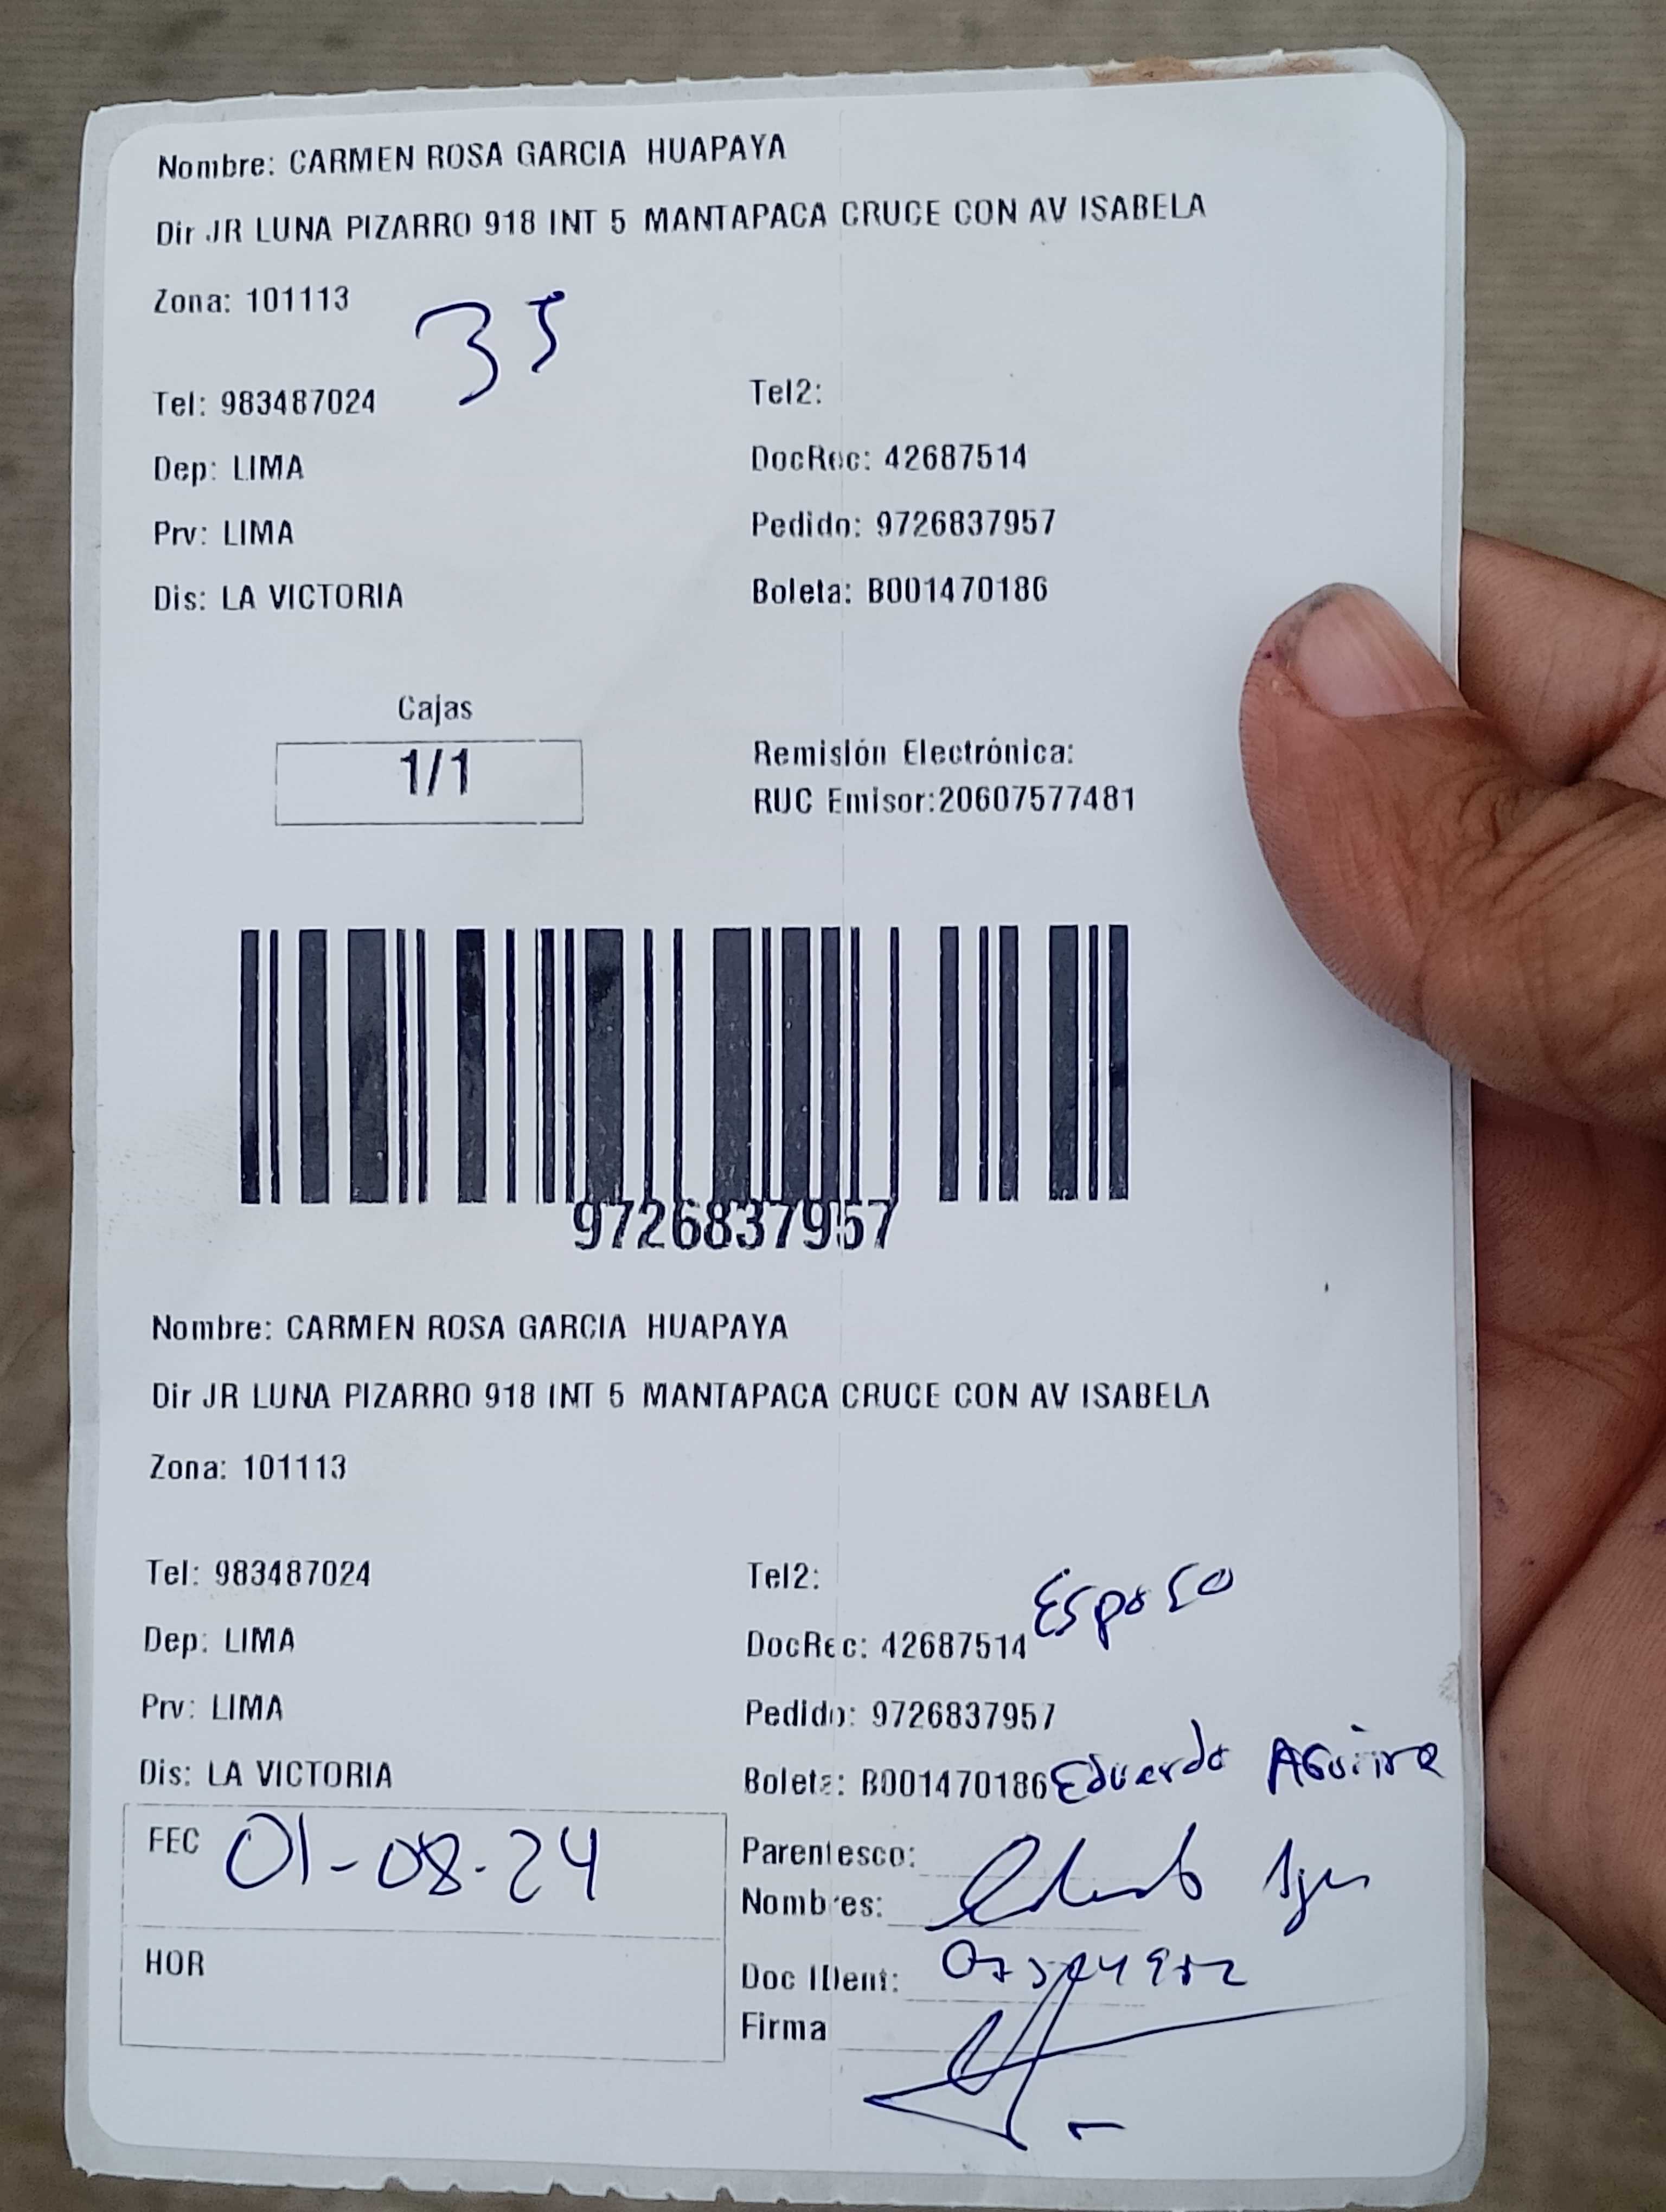 Nombre: CARMEN ROSA GARCIA HUAPAYA
Dir JR LUNA PIZARRO 918 INT 5 MANTAPACA CRUCE CON AV ISABELA
Zona: 101113
35
Tel: 983487024
Tel2:
Dep: LIMA
DocRec: 42687514
Prv: LIMA
Pedido: 9726837957
Dis: LA VICTORIA
Boleta: B001470186
Cajas
1/1
Remisión Electrónica:
RUC Emisor:20607577481
9726837957
Nombre: CARMEN ROSA GARCIA HUAPAYA
Dir JR LUNA PIZARRO 918 INT 5 MANTAPACA CRUCE CON AV ISABELA
Zona: 101113
Tel: 983487024
Tel2:
Esposo
Dep: LIMA
DocRec: 42687514
Prv: LIMA
Pedido: 9726837957
Dis: LA VICTORIA
Boleta: B001470186 Eduardo Aguirre
FEC 01-08-24
Parentesco:
Nombres:
HOR
Doc IDent:
Firma